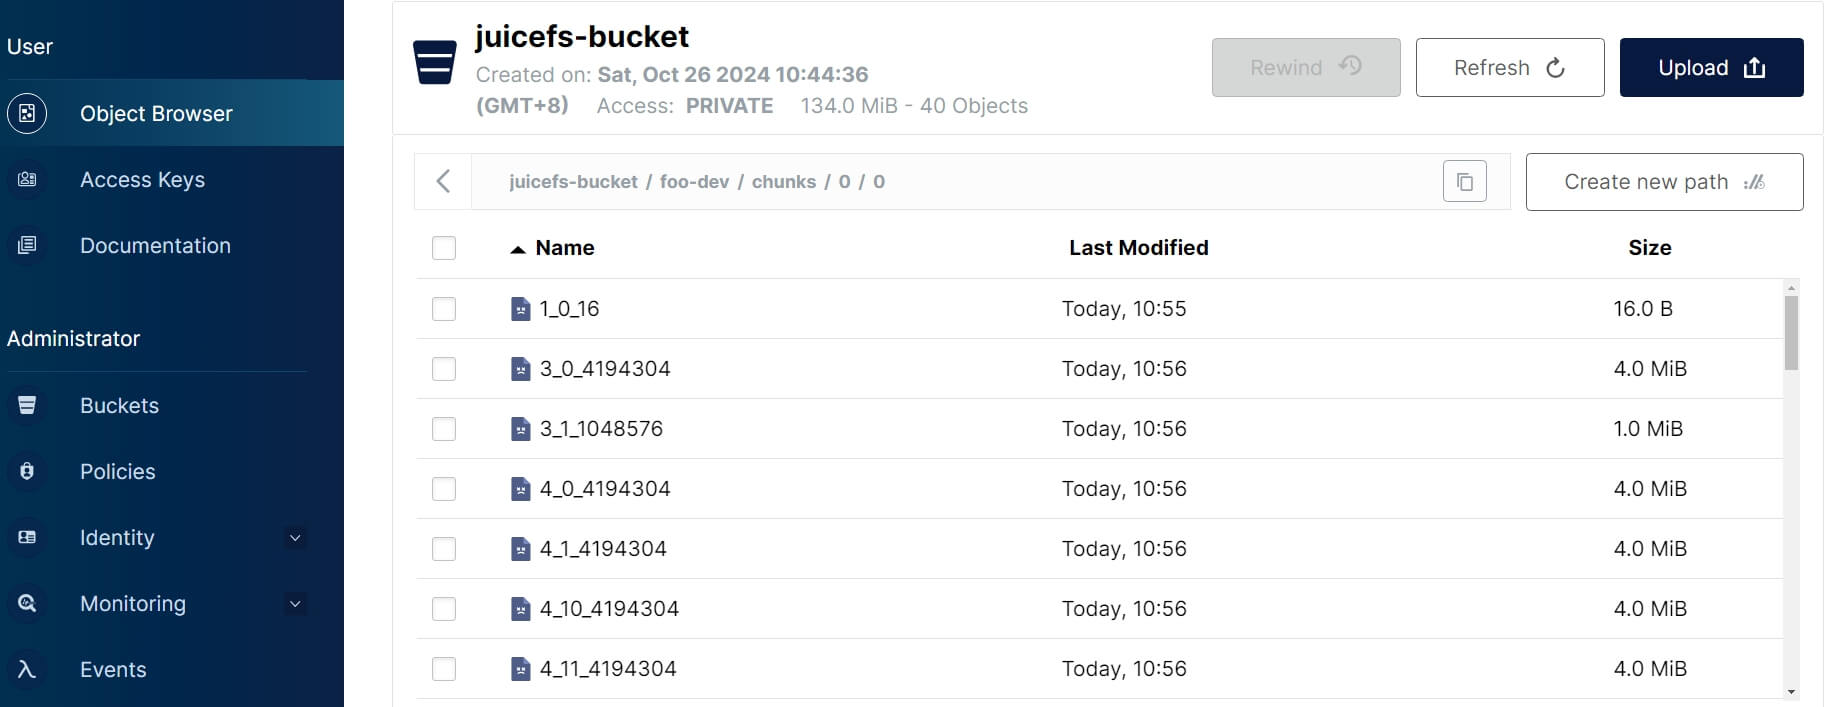 User
Object Browser
Access Keys
Documentation
Administrator
Buckets
Policies
Identity
Monitoring
Events
juicefs-bucket
Created on: Sat, Oct 26 2024 10:44:36
(GMT+8) Access: PRIVATE 134.0 MiB - 40 Objects
Rewind
Refresh
Upload
juicefs-bucket / foo-dev / chunks / 0 / 0
Create new path
Name Last Modified Size
1_0_16 Today, 10:55 16.0 B
3_0_4194304 Today, 10:56 4.0 MiB
3_1_1048576 Today, 10:56 1.0 MiB
4_0_4194304 Today, 10:56 4.0 MiB
4_1_4194304 Today, 10:56 4.0 MiB
4_10_4194304 Today, 10:56 4.0 MiB
4_11_4194304 Today, 10:56 4.0 MiB